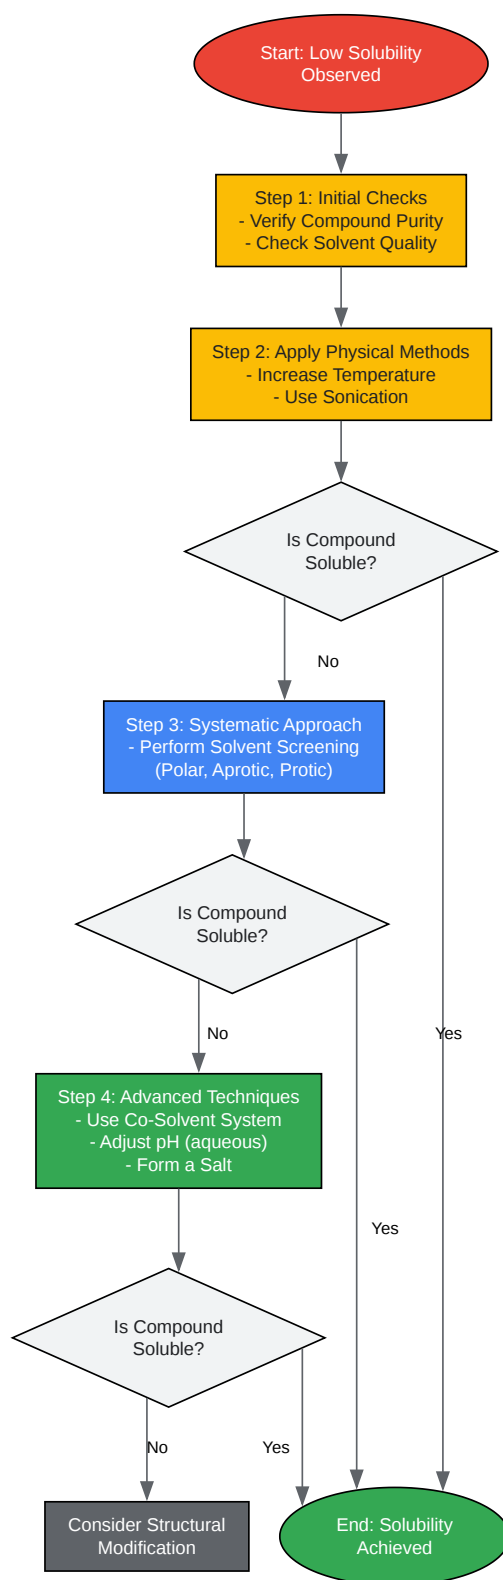 Start: Low Solubility
Observed
Step 1: Initial Checks
- Verify Compound Purity
- Check Solvent Quality
Step 2: Apply Physical Methods
- Increase Temperature
- Use Sonication
Is Compound
Soluble?
No
Step 3: Systematic Approach
- Perform Solvent Screening
(Polar, Aprotic, Protic)
Is Compound
Soluble?
No
Yes
Step 4: Advanced Techniques
- Use Co-Solvent System
- Adjust pH (aqueous)
- Form a Salt
Yes
Is Compound
Soluble?
No
Yes
Consider Structural
Modification
End: Solubility
Achieved